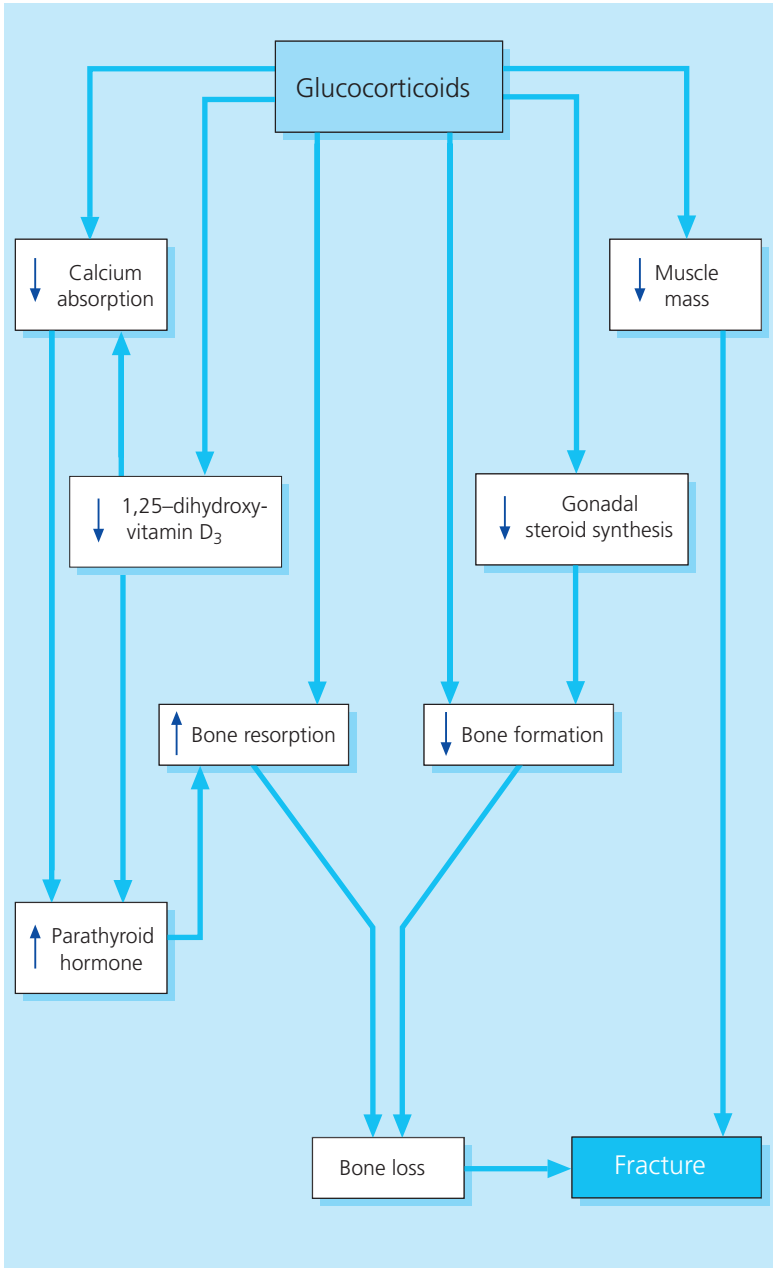 Glucocorticoids
↓ Calcium
absorption
↓ Muscle
mass
↓ 1,25–dihydroxy-
vitamin D₃
↓ Gonadal
steroid synthesis
↑ Bone resorption
↓ Bone formation
↑ Parathyroid
hormone
Bone loss
Fracture